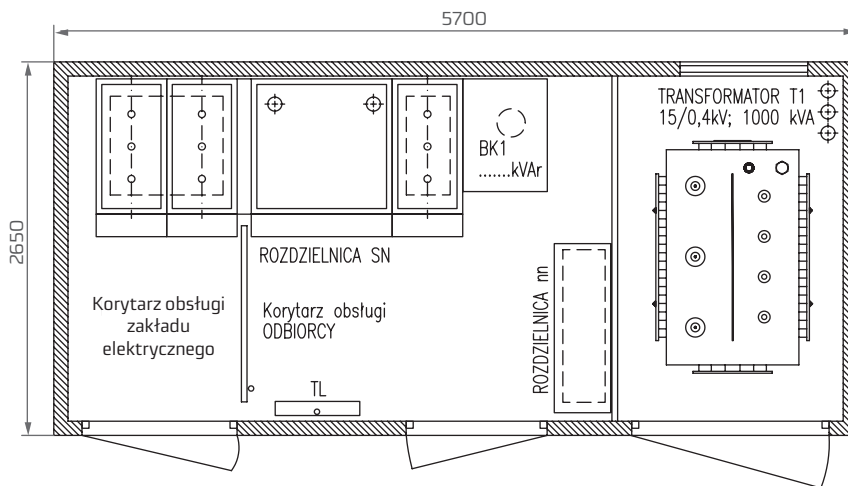 5700
2650
TRANSFORMATOR T1
15/0,4kV; 1000 kVA
BK1
.......kVAr
ROZDZIELNICA SN
Korytarz obsługi
zakładu
elektrycznego
Korytarz obsługi
ODBIORCY
ROZDZIELNICA nn
TL